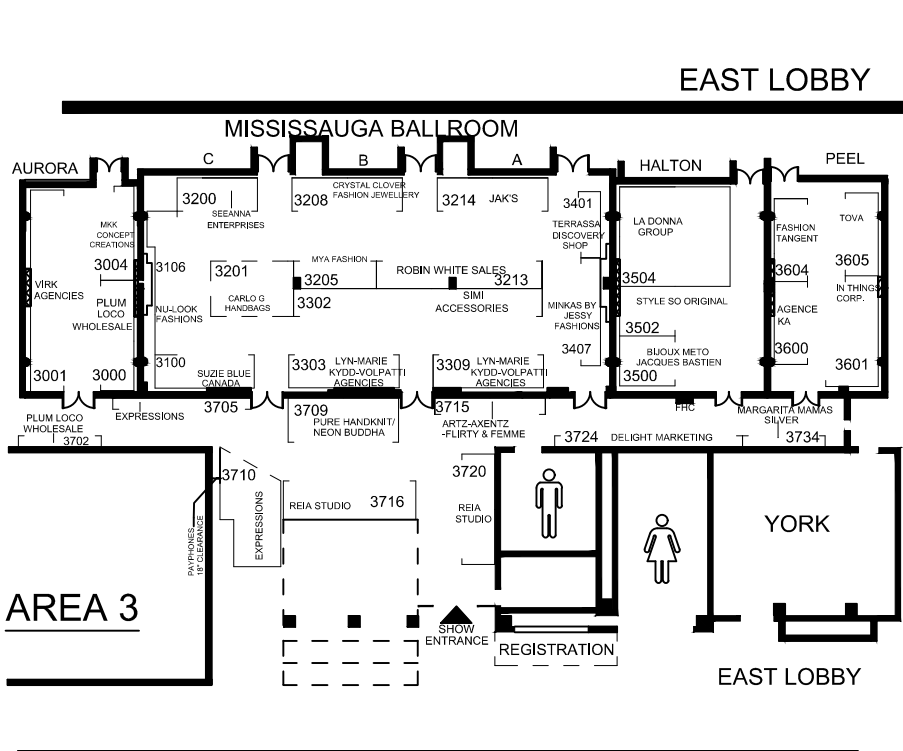 EAST LOBBY
MISSISSAUGA BALLROOM
AURORA
C
B
A
HALTON
PEEL
3200
SEEANNA
ENTERPRISES
3208
CRYSTAL CLOVER
FASHION JEWELLERY
3214
JAK'S
3401
TERRASSA
DISCOVERY
SHOP
LA DONNA
GROUP
FASHION
TANGENT
TOVA
MKK
CONCEPT
CREATIONS
3004
3106
3201
MYA FASHION
3205
ROBIN WHITE SALES
3213
3504
3604
3605
VIRK
AGENCIES
PLUM
LOCO
WHOLESALE
NU-LOOK
FASHIONS
CARLO G
HANDBAGS
3302
SIMI
ACCESSORIES
MINKAS BY
JESSY
FASHIONS
STYLE SO ORIGINAL
IN THINGS
CORP.
AGENCE
KA
3502
3407
BIJOUX METO
JACQUES BASTIEN
3600
3001
3000
3100
SUZIE BLUE
CANADA
3303
LYN-MARIE
KYDD-VOLPATTI
AGENCIES
3309
LYN-MARIE
KYDD-VOLPATTI
AGENCIES
3500
3601
PLUM LOCO
WHOLESALE
3702
EXPRESSIONS
3705
3709
PURE HANDKNIT/
NEON BUDDHA
3715
ARTZ-AXENTZ
-FLIRTY & FEMME
FHC
MARGARITA MAMAS
SILVER
3724
DELIGHT MARKETING
3734
3710
EXPRESSIONS
PAYPHONES
18" CLEARANCE
REIA STUDIO
3716
3720
REIA
STUDIO
YORK
AREA 3
SHOW
ENTRANCE
REGISTRATION
EAST LOBBY